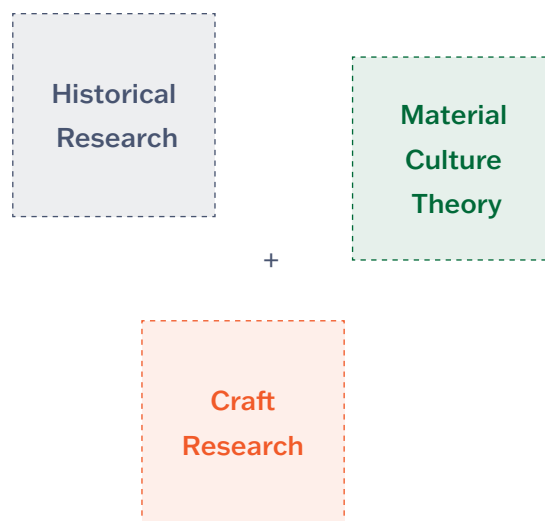 Historical
Research
Material
Culture
Theory
+
Craft
Research